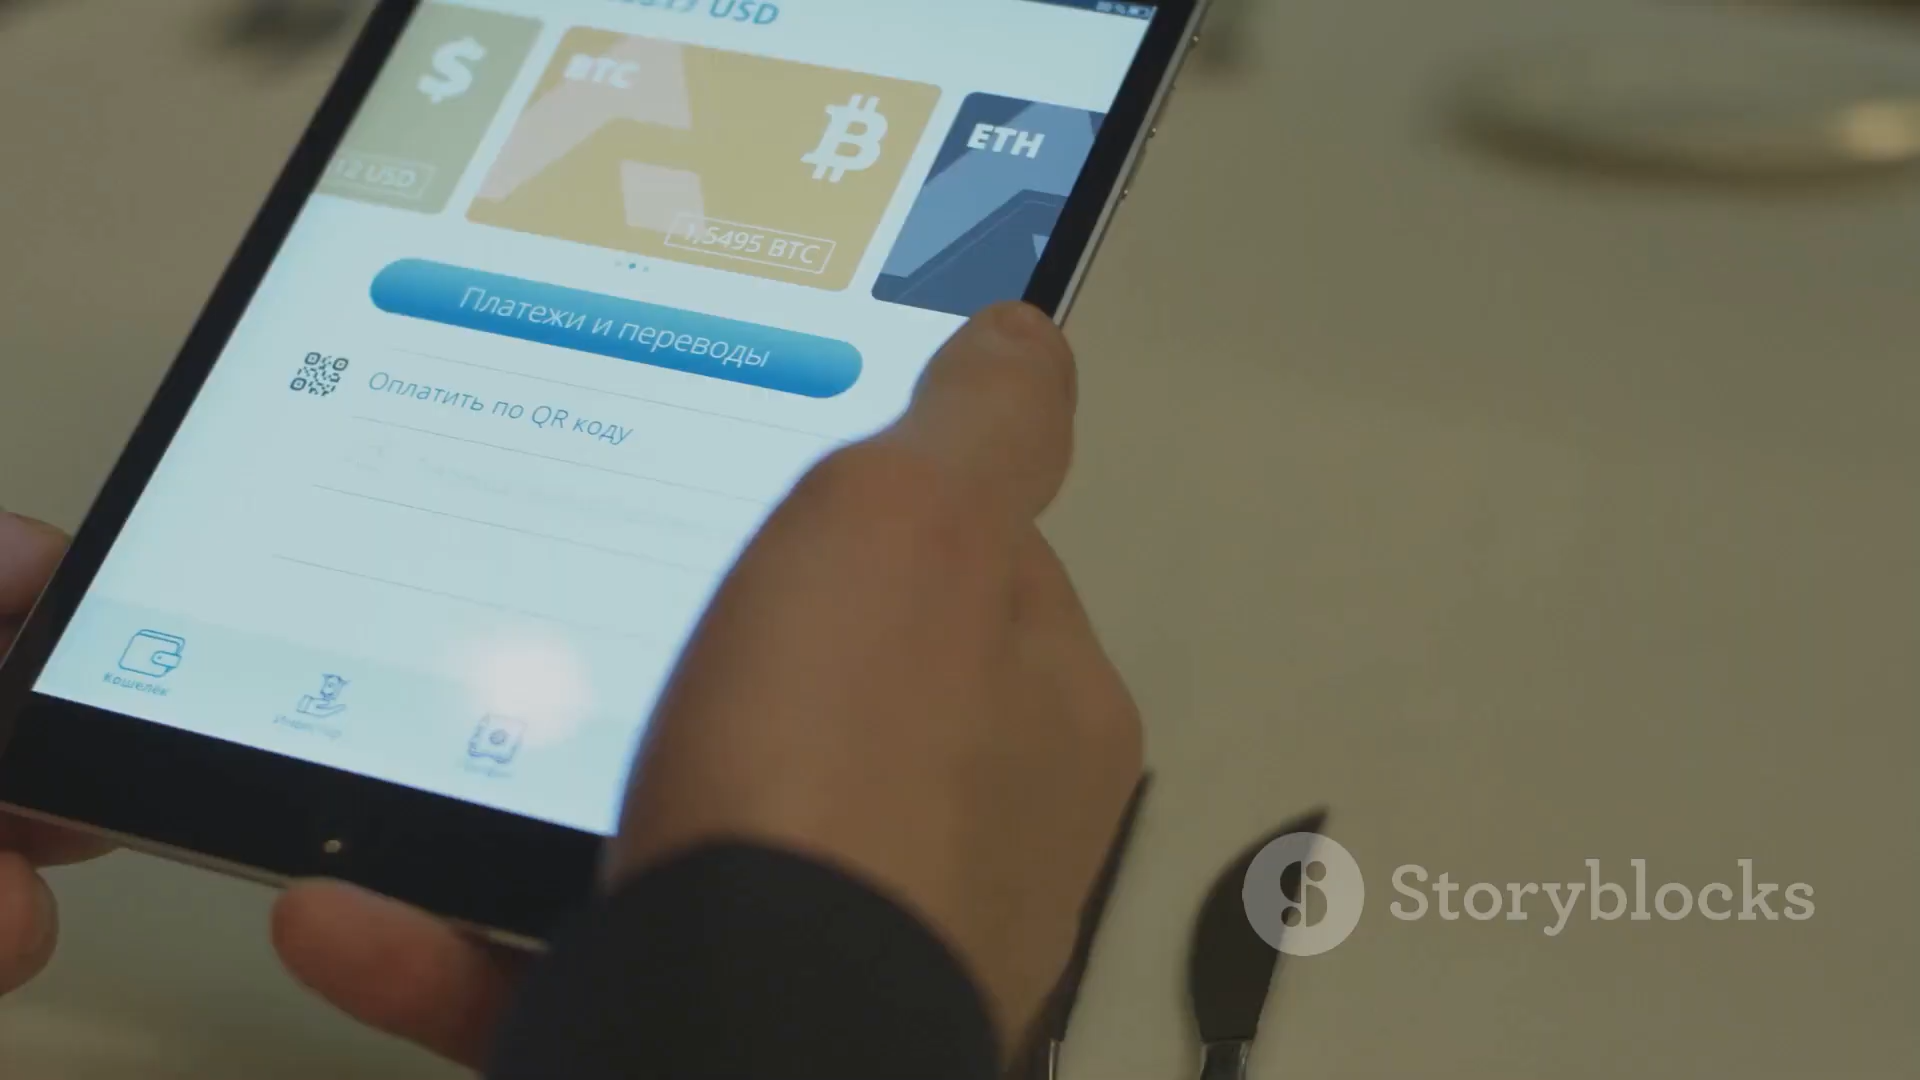 USD
$
BTC
ETH
12 USD
1,5495 BTC
Платежи и переводы
Оплатить по QR коду
Кошелёк
Storyblocks